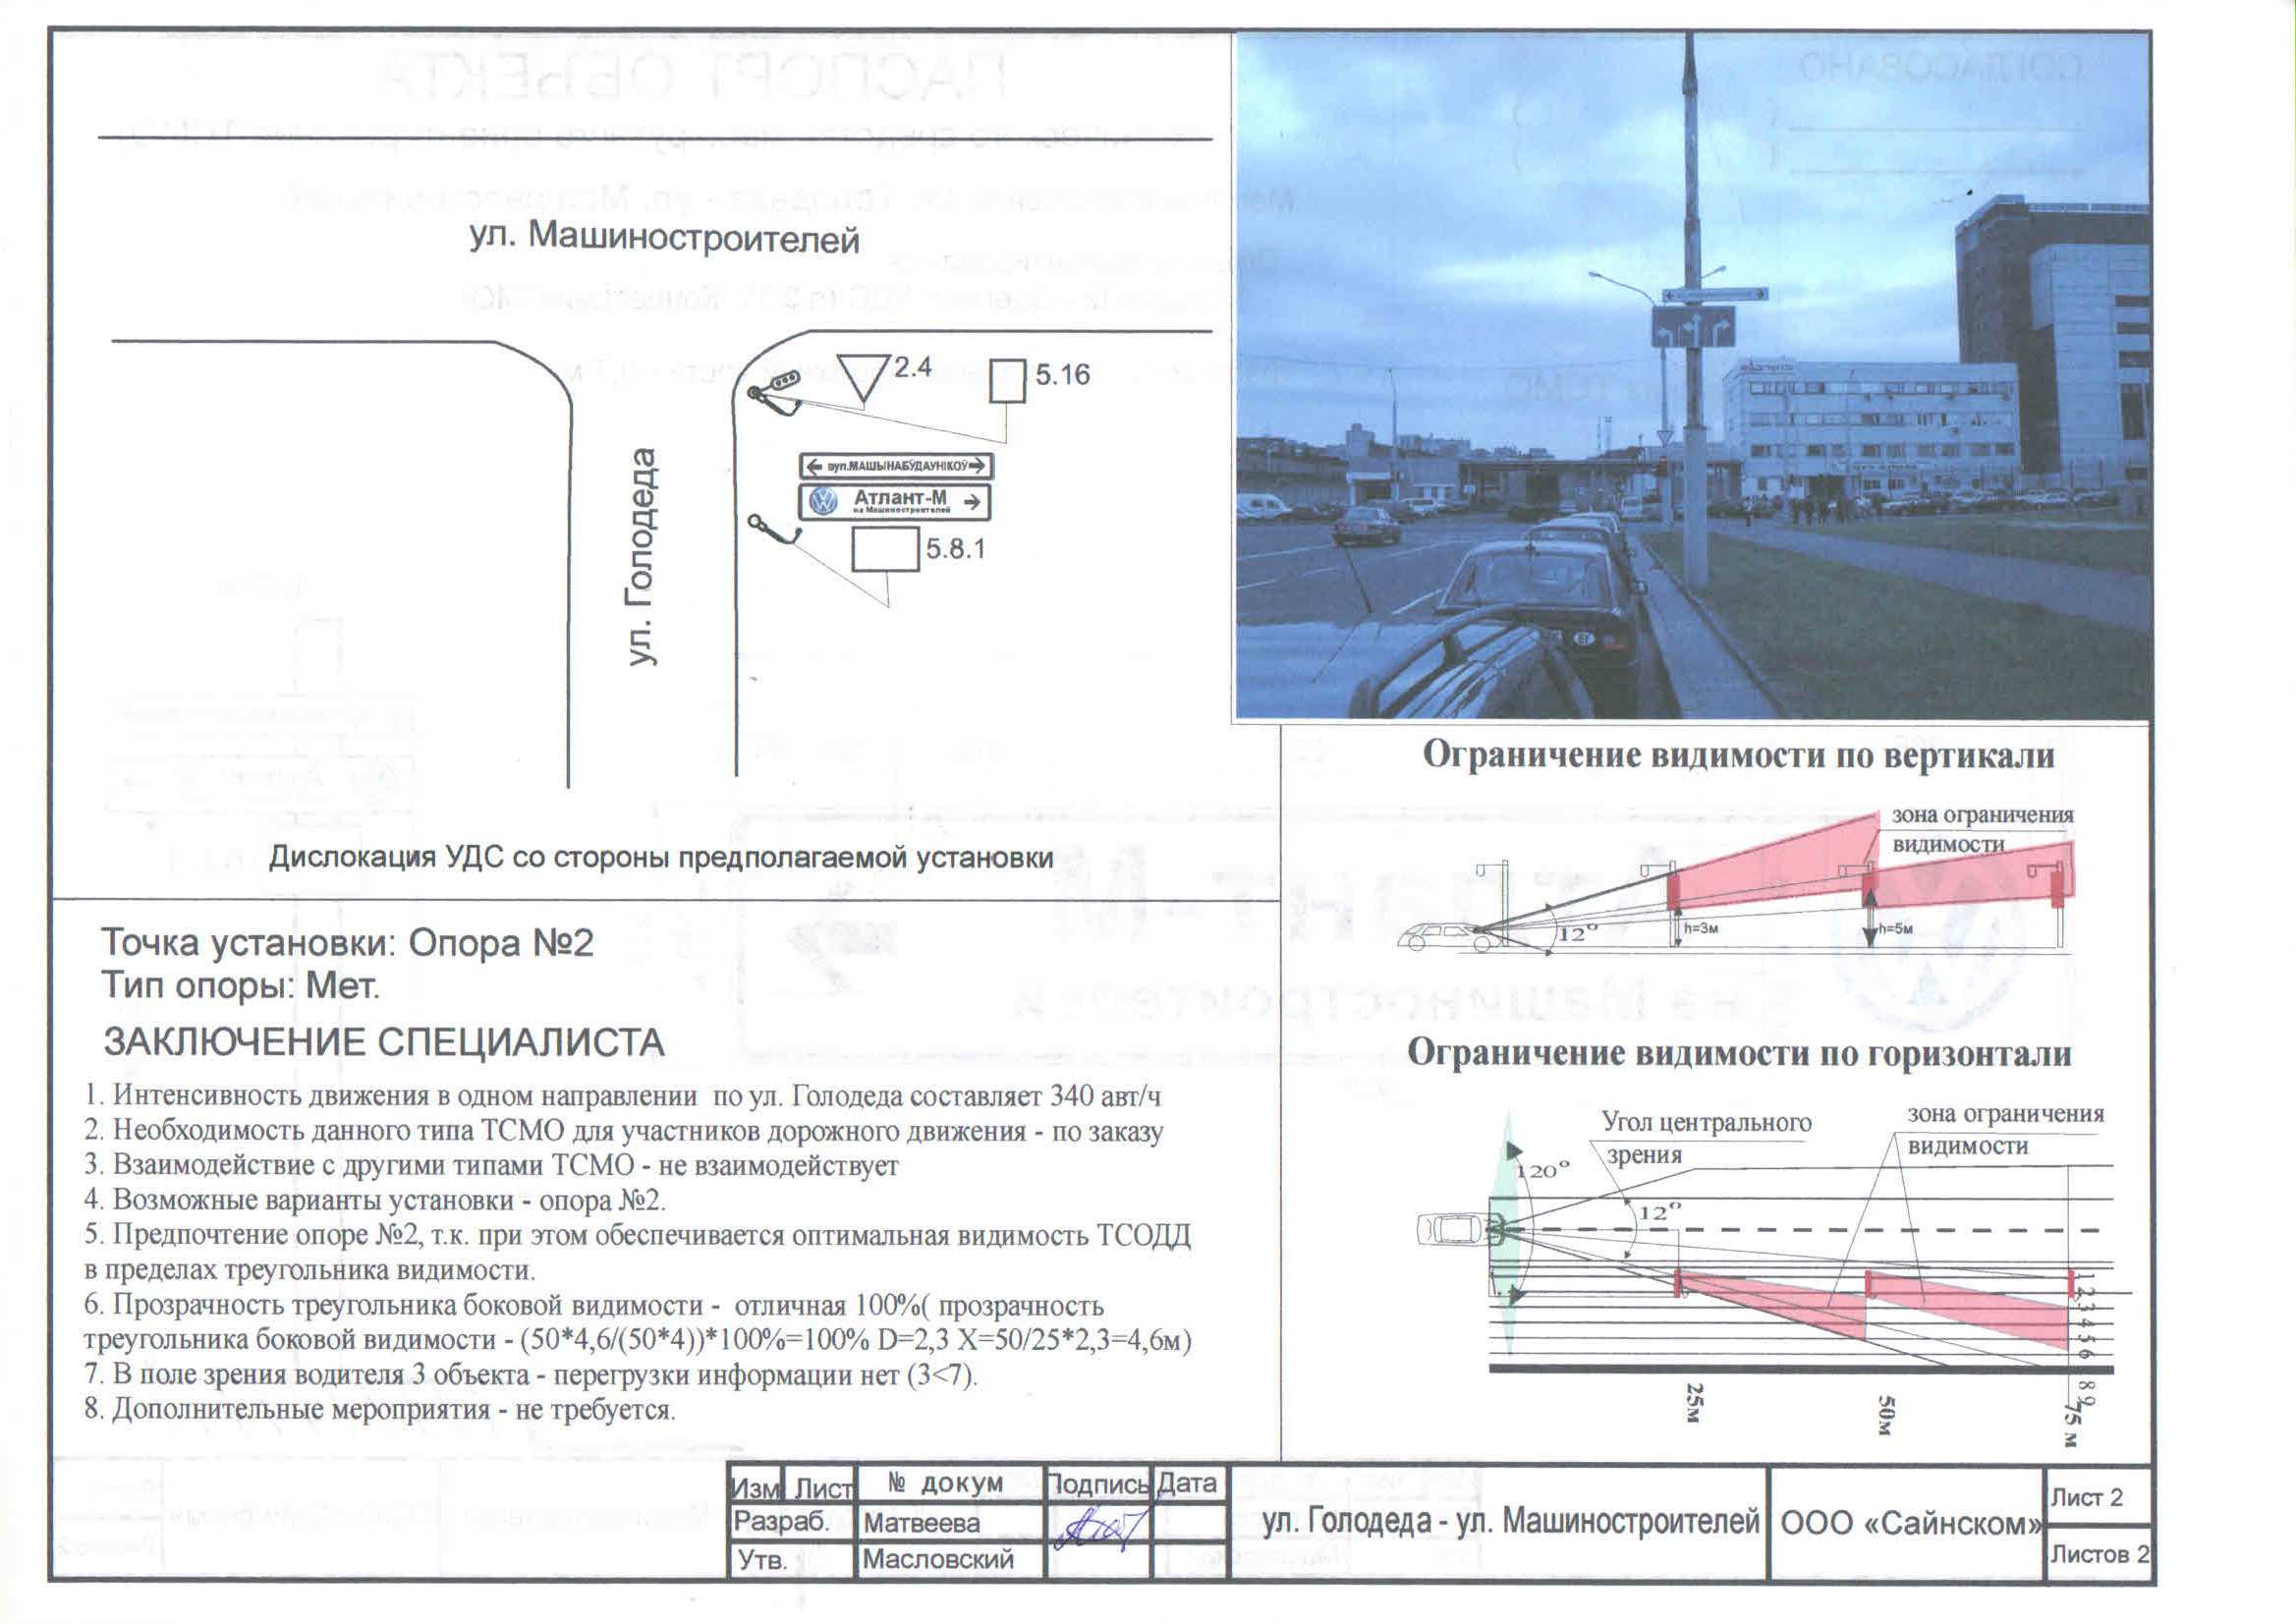 ул. Машиностроителей
2.4
5.16
вул.МАШЫНАБУДАУНІКОЎ
Атлант-М
на Машиностроителей
5.8.1
ул. Голодеда
Дислокация УДС со стороны предполагаемой установки
Точка установки: Опора №2
Тип опоры: Мет.
ЗАКЛЮЧЕНИЕ СПЕЦИАЛИСТА
1. Интенсивность движения в одном направлении по ул. Голодеда составляет 340 авт/ч
2. Необходимость данного типа ТСМО для участников дорожного движения - по заказу
3. Взаимодействие с другими типами ТСМО - не взаимодействует
4. Возможные варианты установки - опора №2.
5. Предпочтение опоре №2, т.к. при этом обеспечивается оптимальная видимость ТСОДД
в пределах треугольника видимости.
6. Прозрачность треугольника боковой видимости - отличная 100%( прозрачность
треугольника боковой видимости - (50*4,6/(50*4))*100%=100% D=2,3 X=50/25*2,3=4,6м)
7. В поле зрения водителя 3 объекта - перегрузки информации нет (3<7).
8. Дополнительные мероприятия - не требуется.
Ограничение видимости по вертикали
зона ограничения
видимости
12°
h=3м
h=5м
Ограничение видимости по горизонтали
Угол центрального
зрения
зона ограничения
видимости
120°
12°
1
2
3
4
5
6
8
9
25м
50м
75 м
Изм Лист № докум Подпись Дата
Разраб. Матвеева
Утв. Масловский
ул. Голодеда - ул. Машиностроителей
ООО «Сайнском»
Лист 2
Листов 2